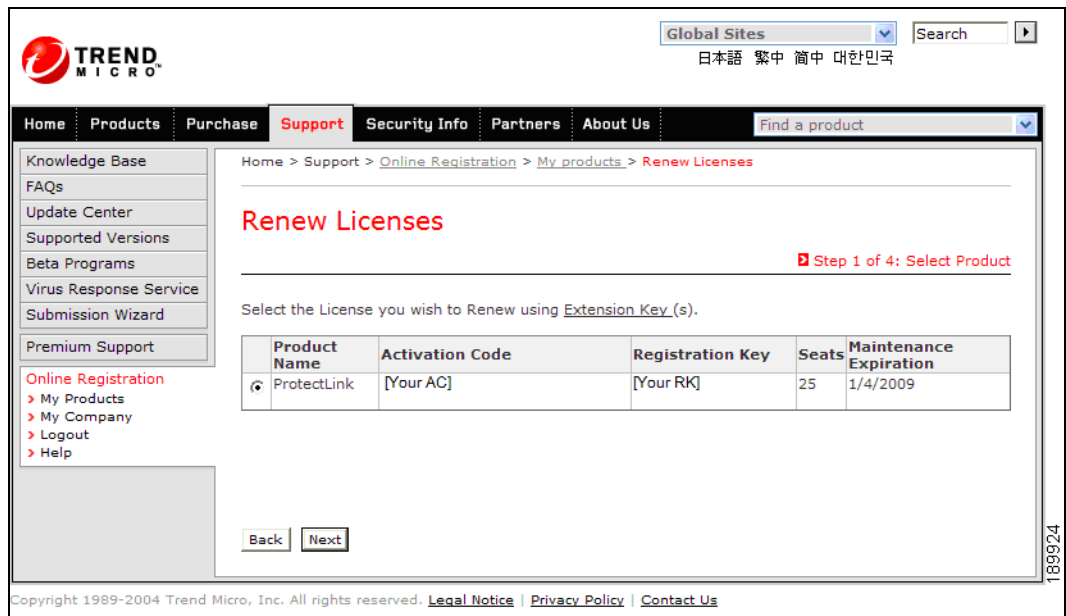 TREND
MICRO™
Global Sites
Search
日本語 繁中 简中 대한민국
Home Products Purchase Support Security Info Partners About Us
Find a product
Knowledge Base
FAQs
Update Center
Supported Versions
Beta Programs
Virus Response Service
Submission Wizard
Premium Support
Online Registration
My Products
My Company
Logout
Help
Home > Support > Online Registration > My products > Renew Licenses
Renew Licenses
Step 1 of 4: Select Product
Select the License you wish to Renew using Extension Key (s).
Product Name Activation Code Registration Key Seats Maintenance Expiration
ProtectLink [Your AC] [Your RK] 25 1/4/2009
Back Next
189924
Copyright 1989-2004 Trend Micro, Inc. All rights reserved. Legal Notice | Privacy Policy | Contact Us